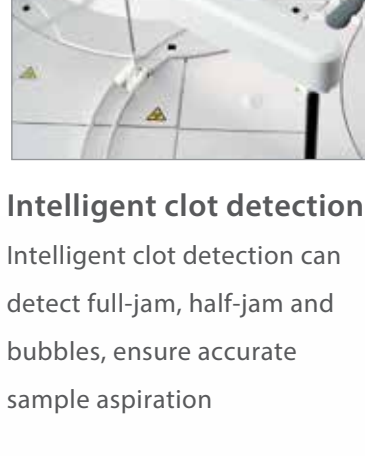 Intelligent clot detection
Intelligent clot detection can
detect full-jam, half-jam and
bubbles, ensure accurate
sample aspiration